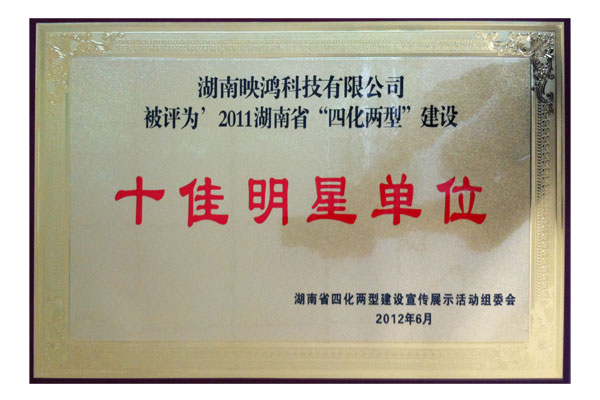 湖南映鸿科技有限公司
被评为’2011湖南省“四化两型”建设
十佳明星单位
湖南省四化两型建设宣传展示活动组委会
2012年6月